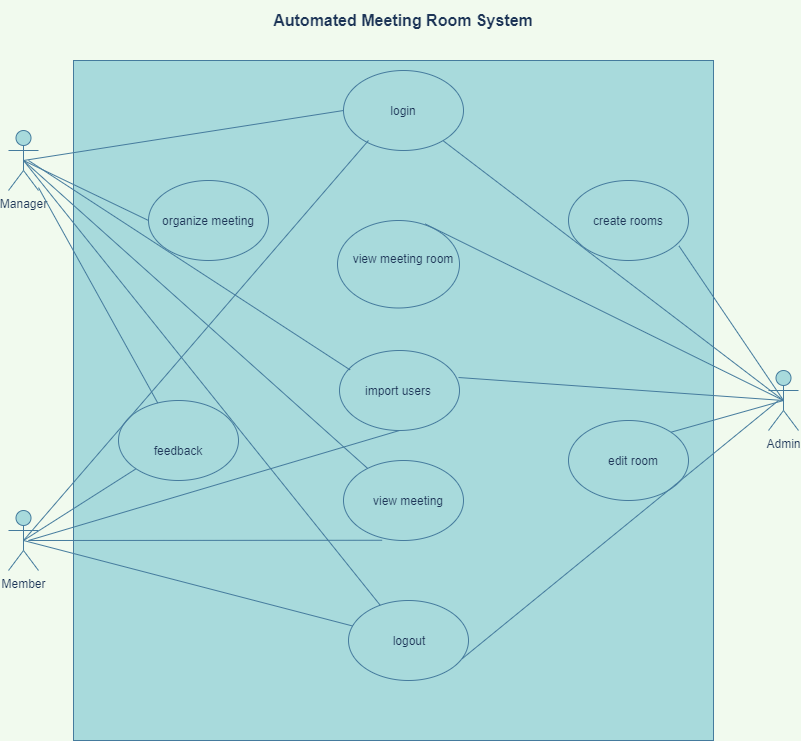 Automated Meeting Room System
login
Manager
organize meeting
create rooms
view meeting room
import users
Admin
feedback
edit room
view meeting
Member
logout